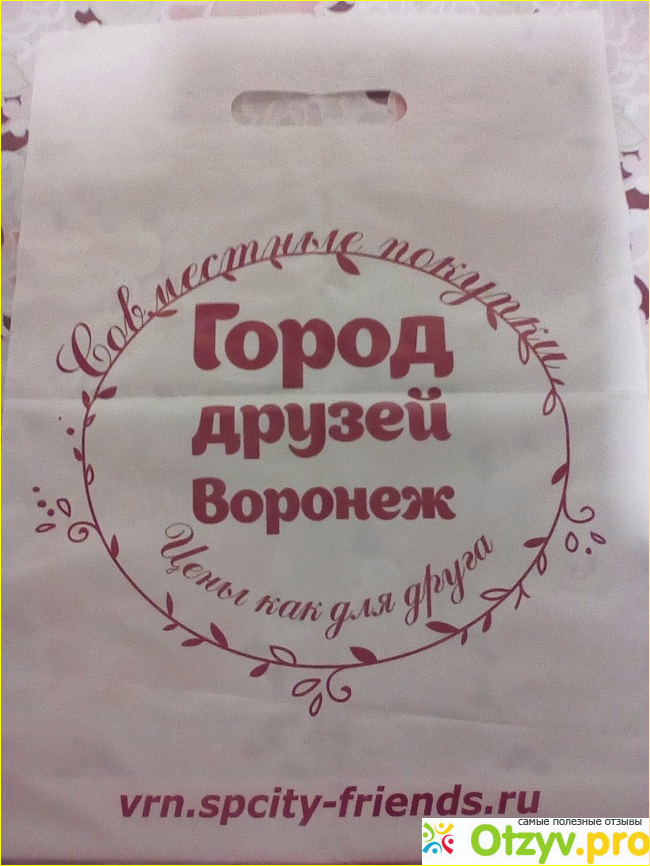 Совместные покупки
Город
друзей
Воронеж
Цены как для друга
vrn.spcity-friends.ru
самые полезные отзывы
Otzyv.pro